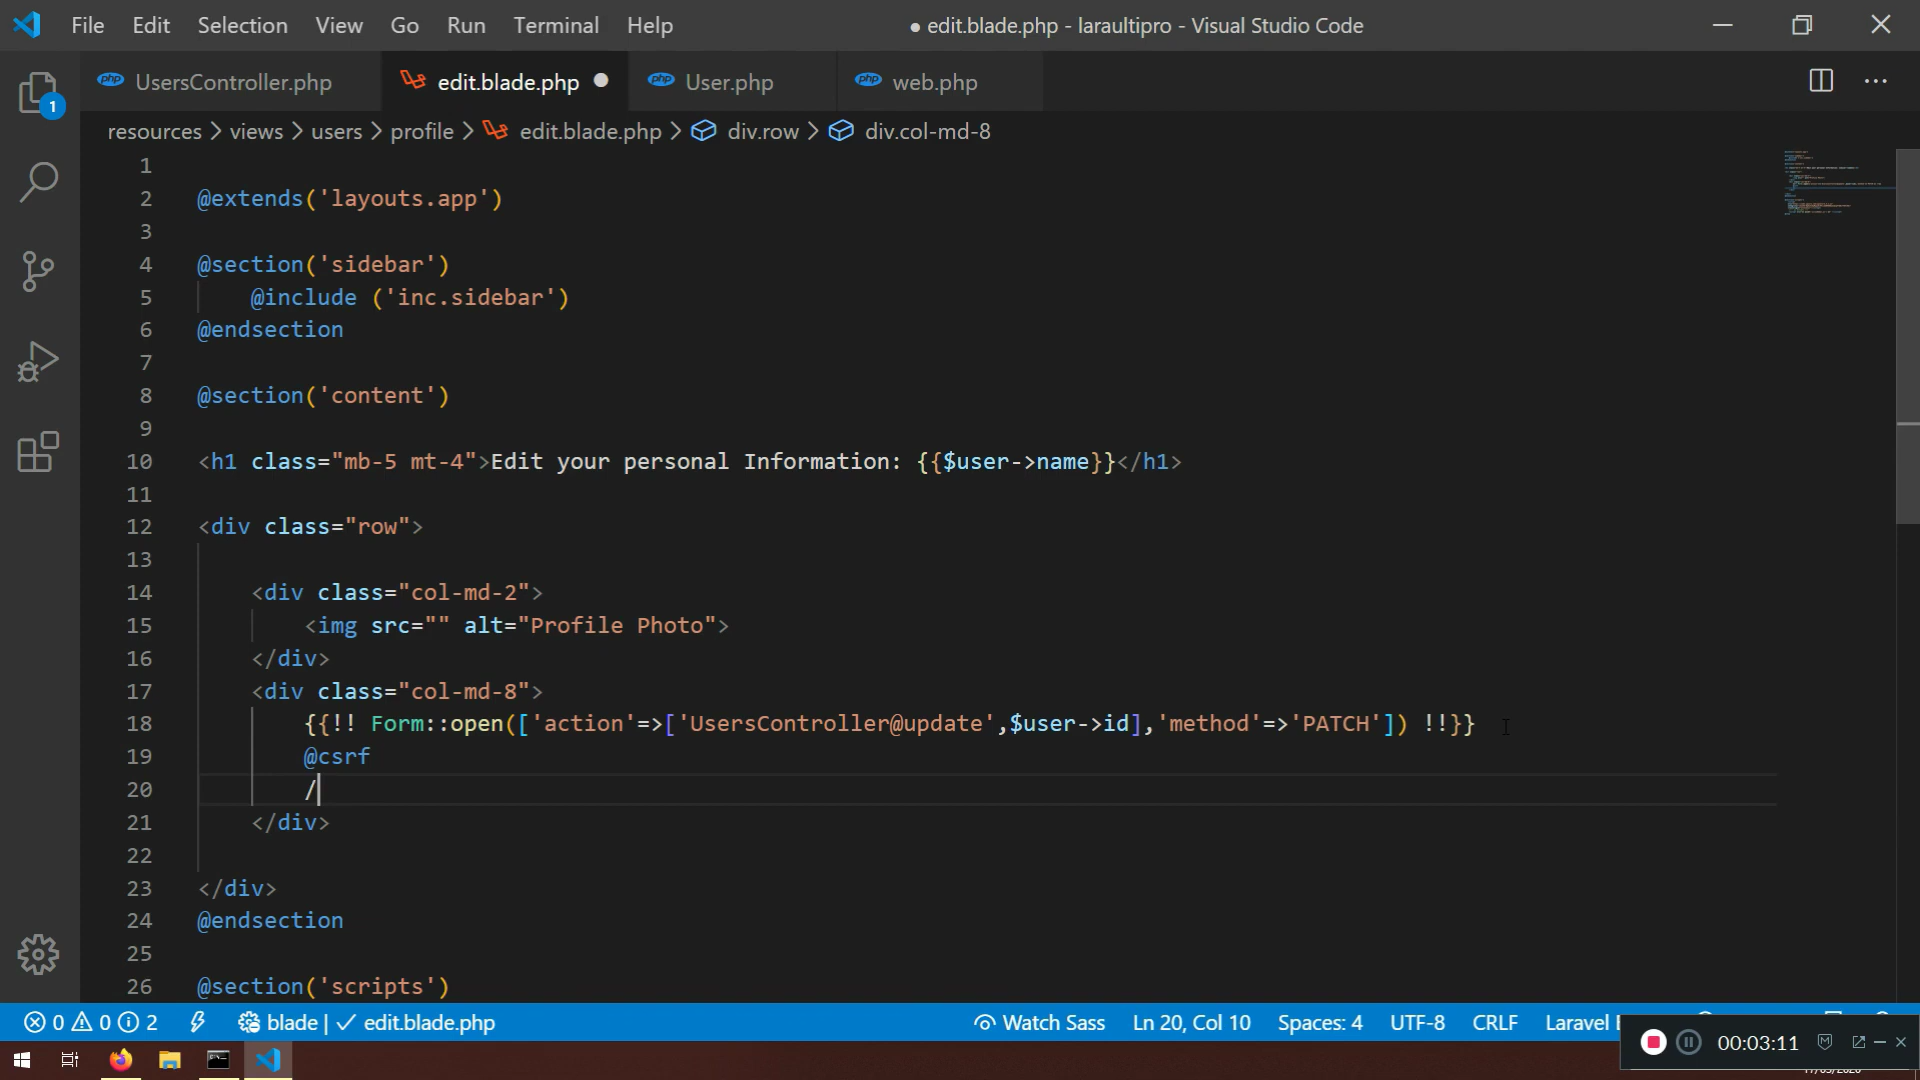 File Edit Selection View Go Run Terminal Help
● edit.blade.php - laraultipro - Visual Studio Code
php UsersController.php
edit.blade.php
php User.php
php web.php
1
resources > views > users > profile > edit.blade.php > div.row > div.col-md-8
1
2 @extends('layouts.app')
3
4 @section('sidebar')
5 @include ('inc.sidebar')
6 @endsection
7
8 @section('content')
9
10 <h1 class="mb-5 mt-4">Edit your personal Information: {{$user->name}}</h1>
11
12 <div class="row">
13
14 <div class="col-md-2">
15 <img src="" alt="Profile Photo">
16 </div>
17 <div class="col-md-8">
18 {{!! Form::open(['action'=>['UsersController@update',$user->id],'method'=>'PATCH']) !!}}
19 @csrf
20 /
21 </div>
22
23 </div>
24 @endsection
25
26 @section('scripts')
0 0 2 blade | ✓ edit.blade.php Watch Sass Ln 20, Col 10 Spaces: 4 UTF-8 CRLF Laravel
00:03:11